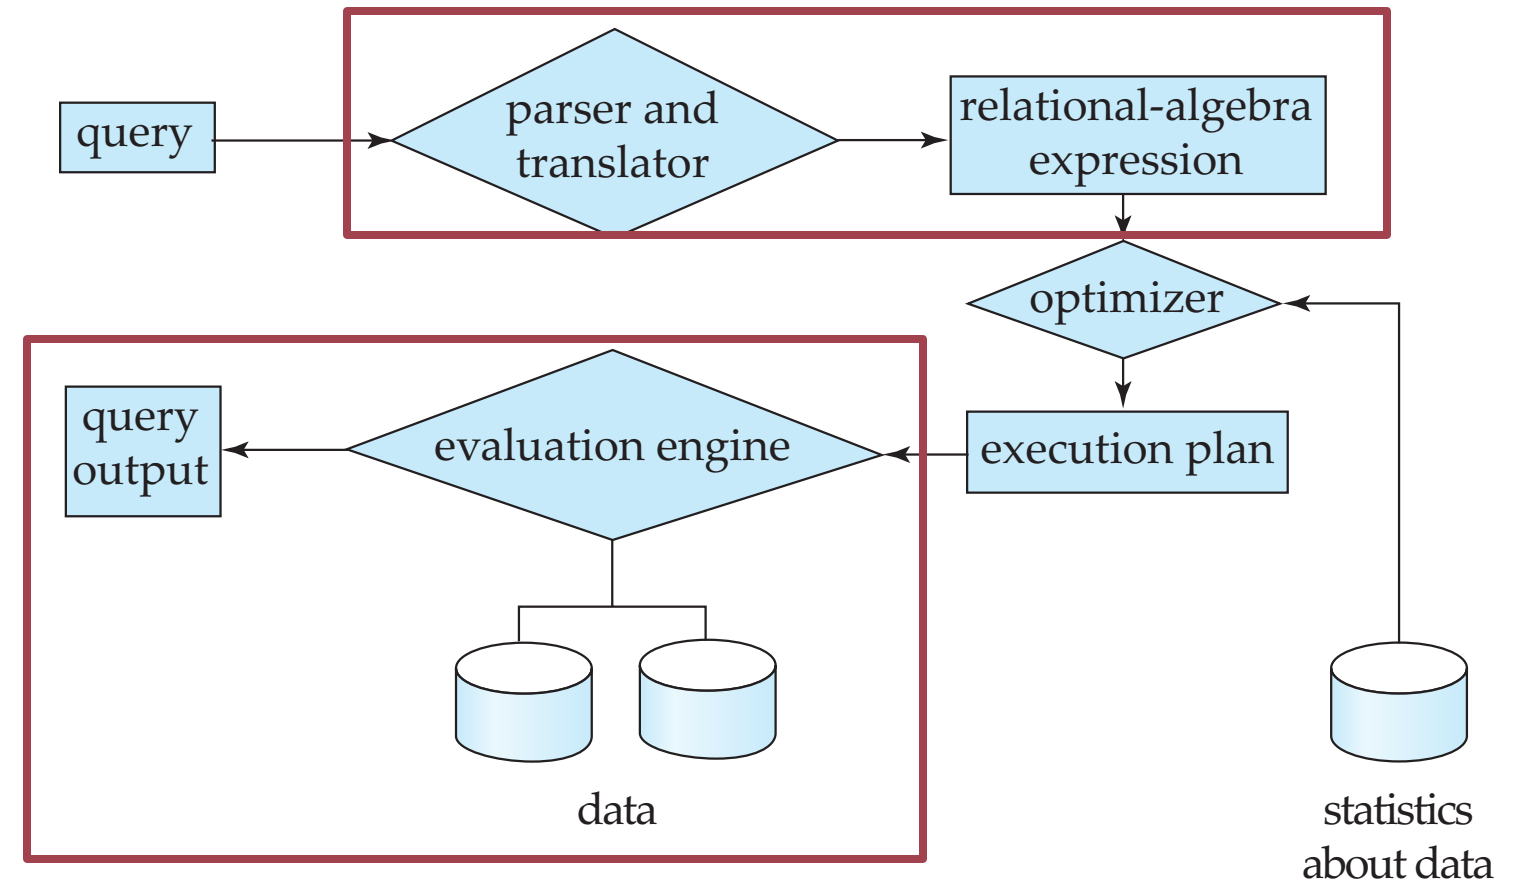 query
parser and
translator
relational-algebra
expression
optimizer
query
output
evaluation engine
execution plan
data
statistics
about data